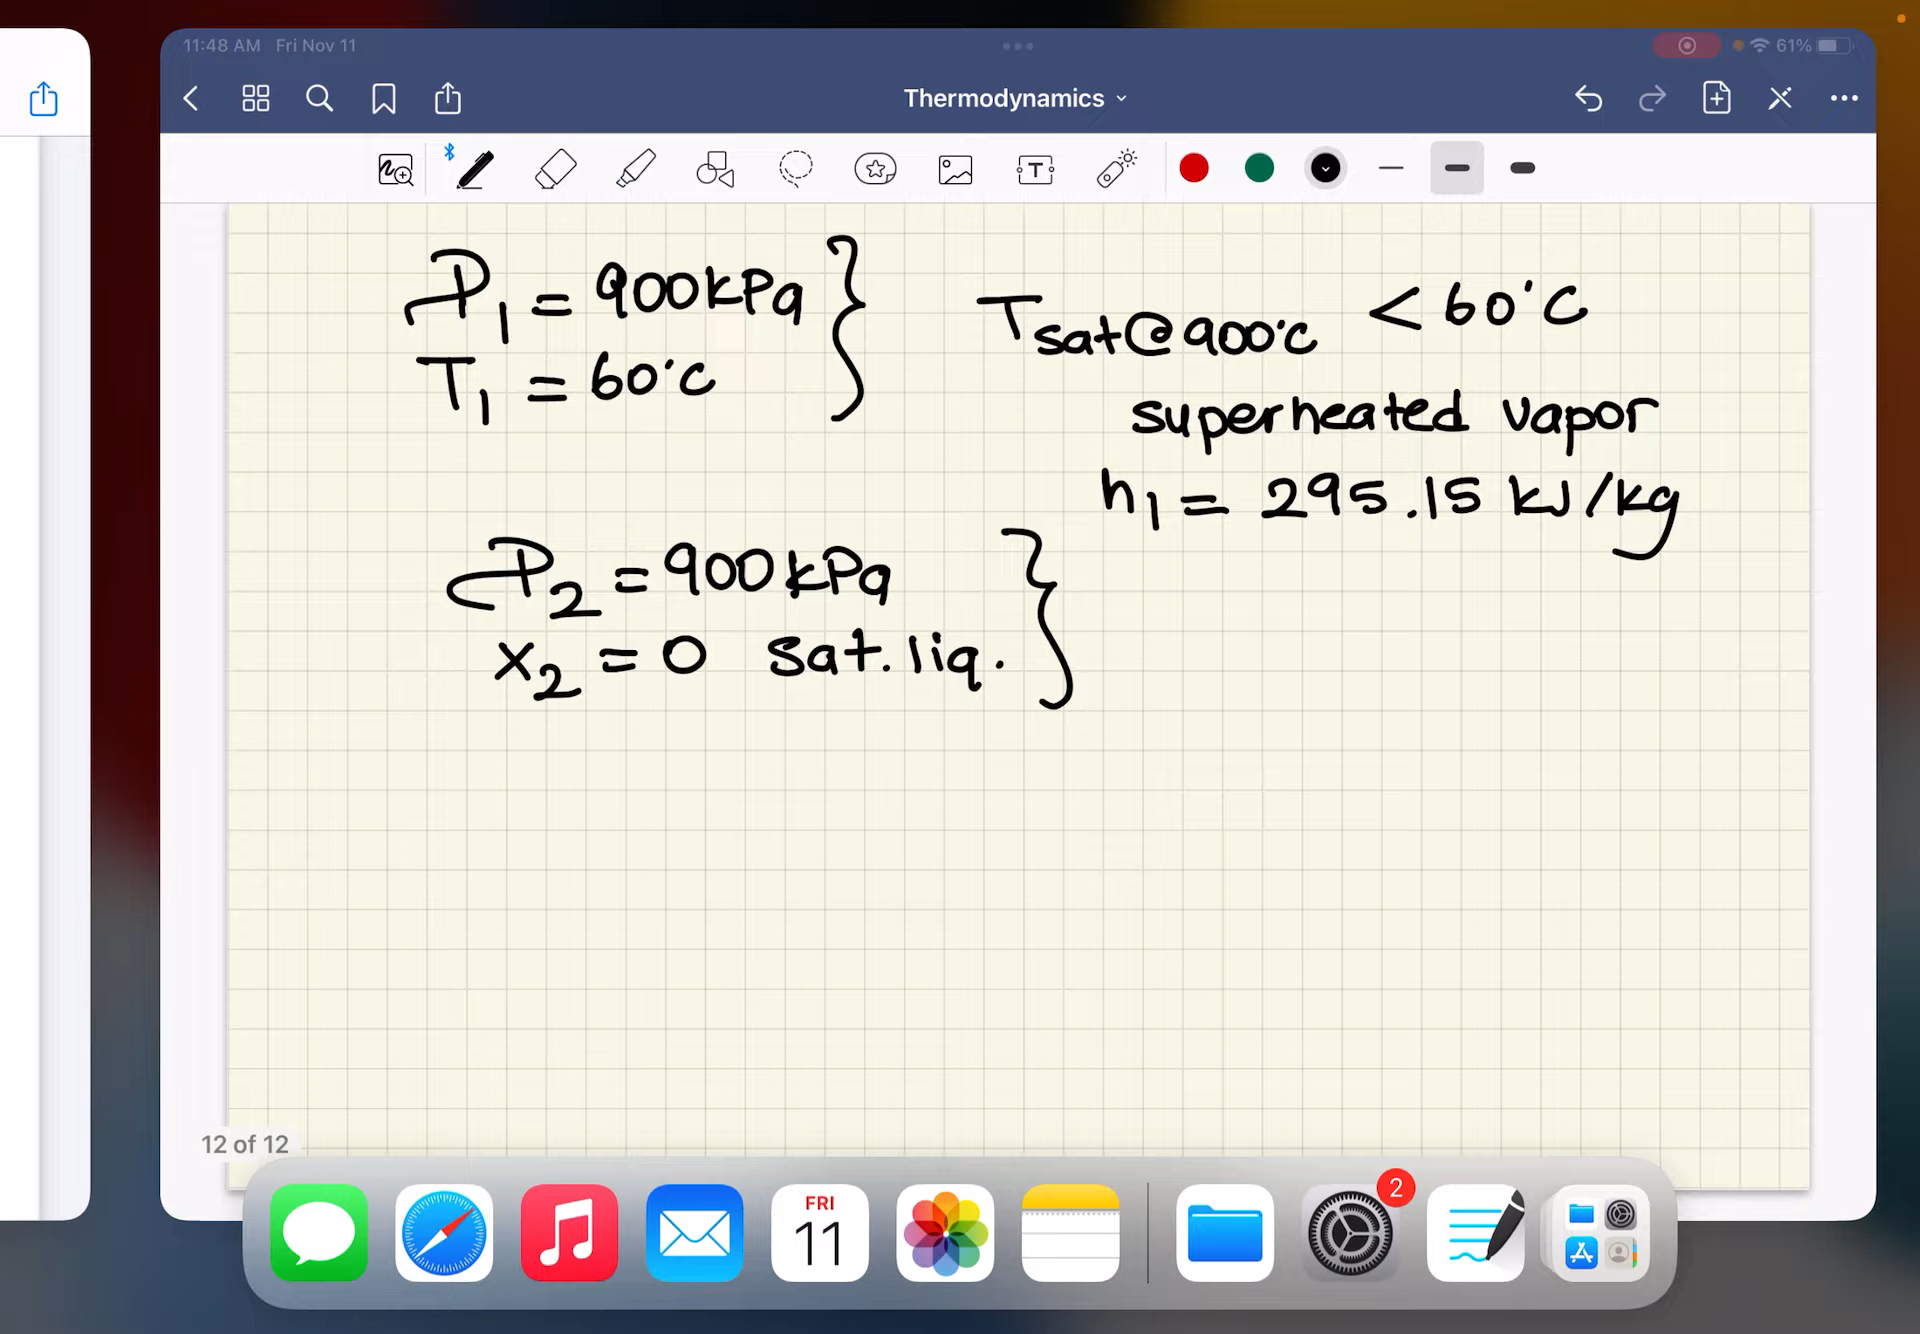 11:48 AM Fri Nov 11
61%
Thermodynamics
T
P1 = 900kPa
T1 = 60°C
Tsat@900°C < 60°C
superheated vapor
h1 = 295.15 kJ/kg
P2 = 900kPa
x2 = 0 sat. liq.
12 of 12
FRI
11
2